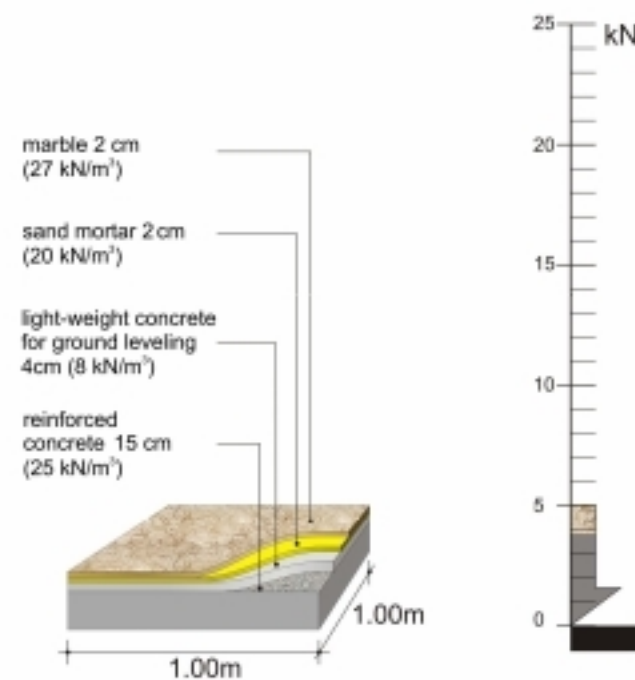 marble 2 cm
(27 kN/m³)
sand mortar 2cm
(20 kN/m³)
light-weight concrete
for ground leveling
4cm (8 kN/m³)
reinforced
concrete 15 cm
(25 kN/m³)
1.00m
1.00m
25
kN
20
15
10
5
0